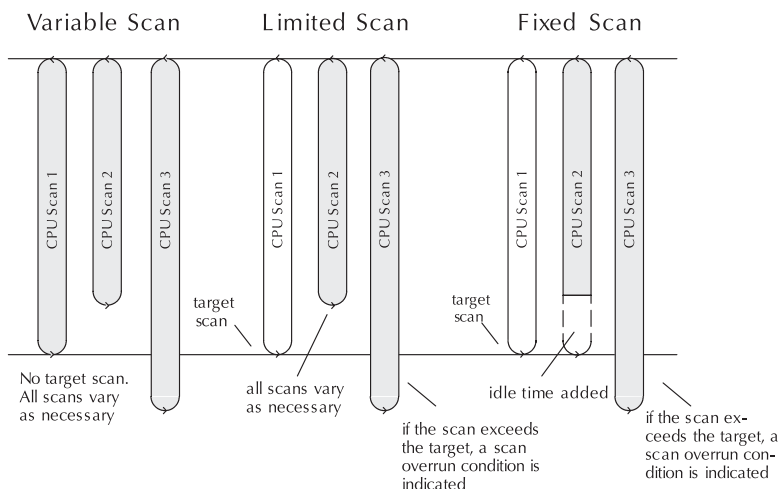 Variable Scan
Limited Scan
Fixed Scan
CPU Scan 1
CPU Scan 2
CPU Scan 3
CPU Scan 1
CPU Scan 2
CPU Scan 3
CPU Scan 1
CPU Scan 2
CPU Scan 3
No target scan.
All scans vary
as necessary
target
scan
all scans vary
as necessary
if the scan exceeds
the target, a scan
overrun condition is
indicated
target
scan
idle time added
if the scan ex-
ceeds the target, a
scan overrun con-
dition is indicated